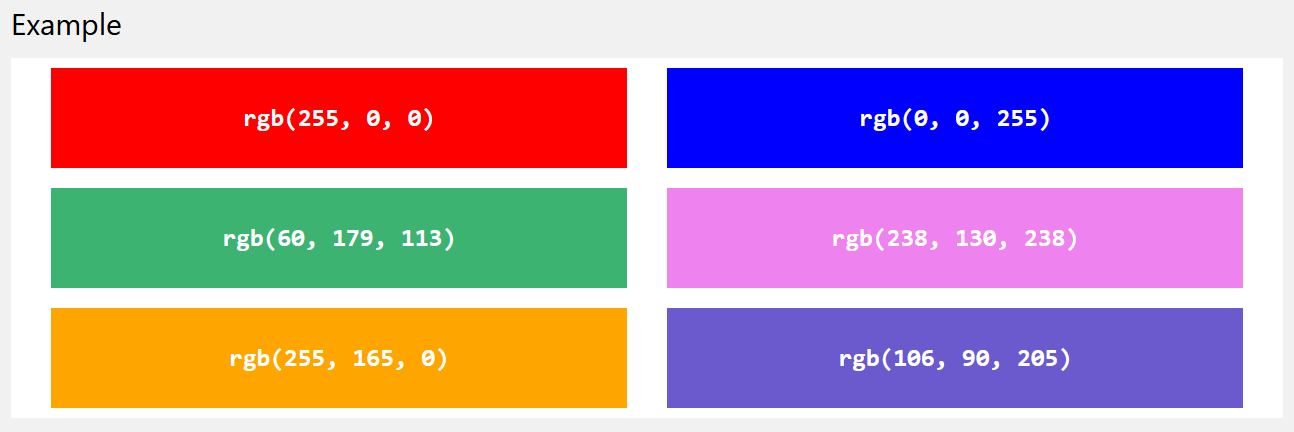 Example
rgb(255, 0, 0)
rgb(0, 0, 255)
rgb(60, 179, 113)
rgb(238, 130, 238)
rgb(255, 165, 0)
rgb(106, 90, 205)